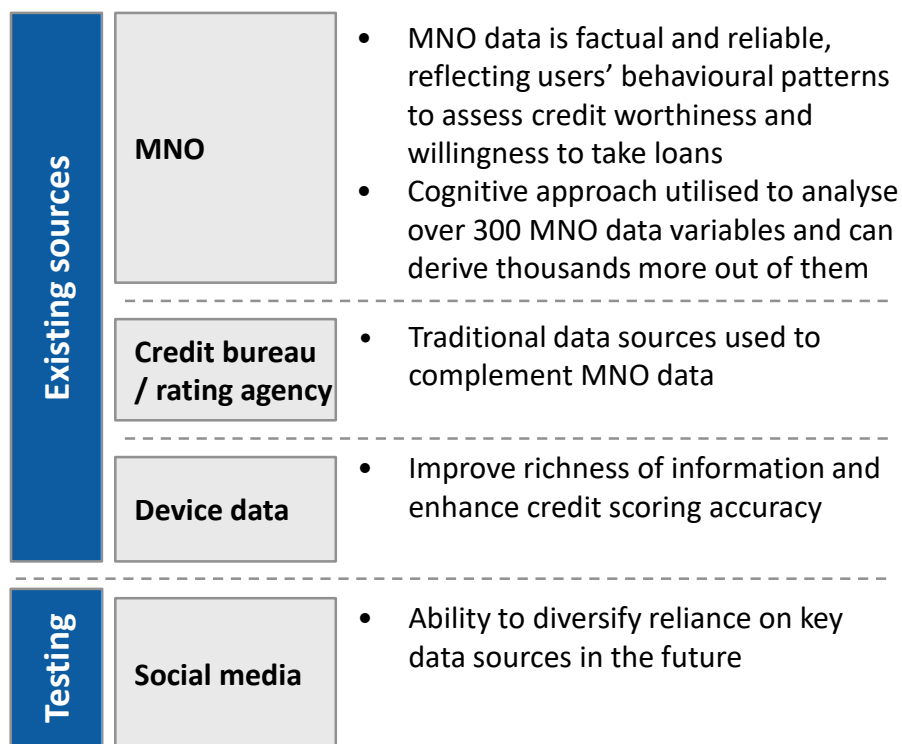 Existing sources
MNO
• MNO data is factual and reliable,
reflecting users’ behavioural patterns
to assess credit worthiness and
willingness to take loans
• Cognitive approach utilised to analyse
over 300 MNO data variables and can
derive thousands more out of them
Credit bureau
/ rating agency
• Traditional data sources used to
complement MNO data
Device data
• Improve richness of information and
enhance credit scoring accuracy
Testing
Social media
• Ability to diversify reliance on key
data sources in the future